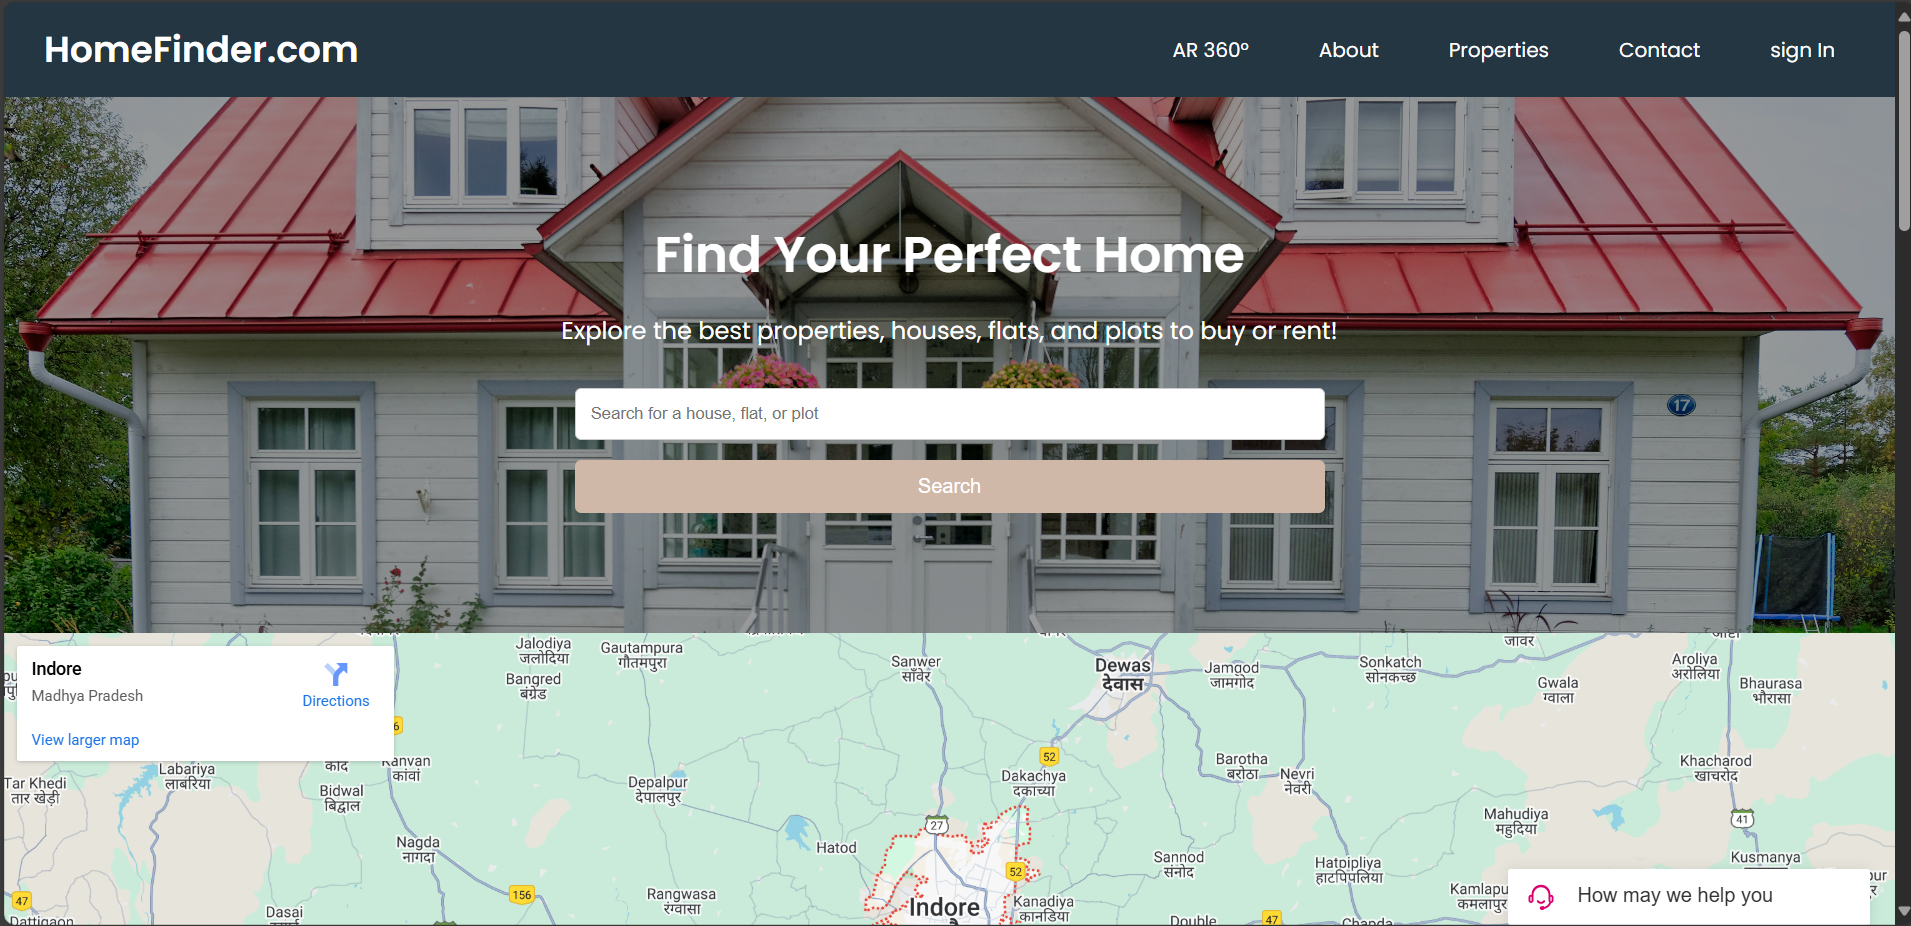 HomeFinder.com
AR 360°
About
Properties
Contact
sign In
Find Your Perfect Home
Explore the best properties, houses, flats, and plots to buy or rent!
17
Search for a house, flat, or plot
Search
Indore
Madhya Pradesh
Directions
View larger map
Jalodiya
जलोदिया
Gautampura
गौतमपुरा
Bangred
बंग्रेड
Sanwer
साँवेर
Dewas
देवास
Jamgod
जामगोद
Sonkatch
सोनकच्छ
जावर
Aroliya
अरोलिया
Gwala
ग्वाला
Bhaurasa
भौरासा
Labariya
लाबरिया
Tar Khedi
तार खेड़ी
Bidwal
बिद्वाल
कांवां
Depalpur
देपालपुर
52
Dakachya
दकाच्या
Barotha
बरोठा
Nevri
नेवरी
Khacharod
खाचरोद
Mahudiya
महुदिया
41
Nagda
नागदा
Hatod
27
Sannod
संनोद
Hatpipliya
हाटपिपलिया
Kusmanya
कुसमान्या
47
156
Rangwasa
रंग्वासा
52
Indore
Kanadiya
कानडिया
Dasai
Dattigaon
Double
47
Chanda
How may we help you